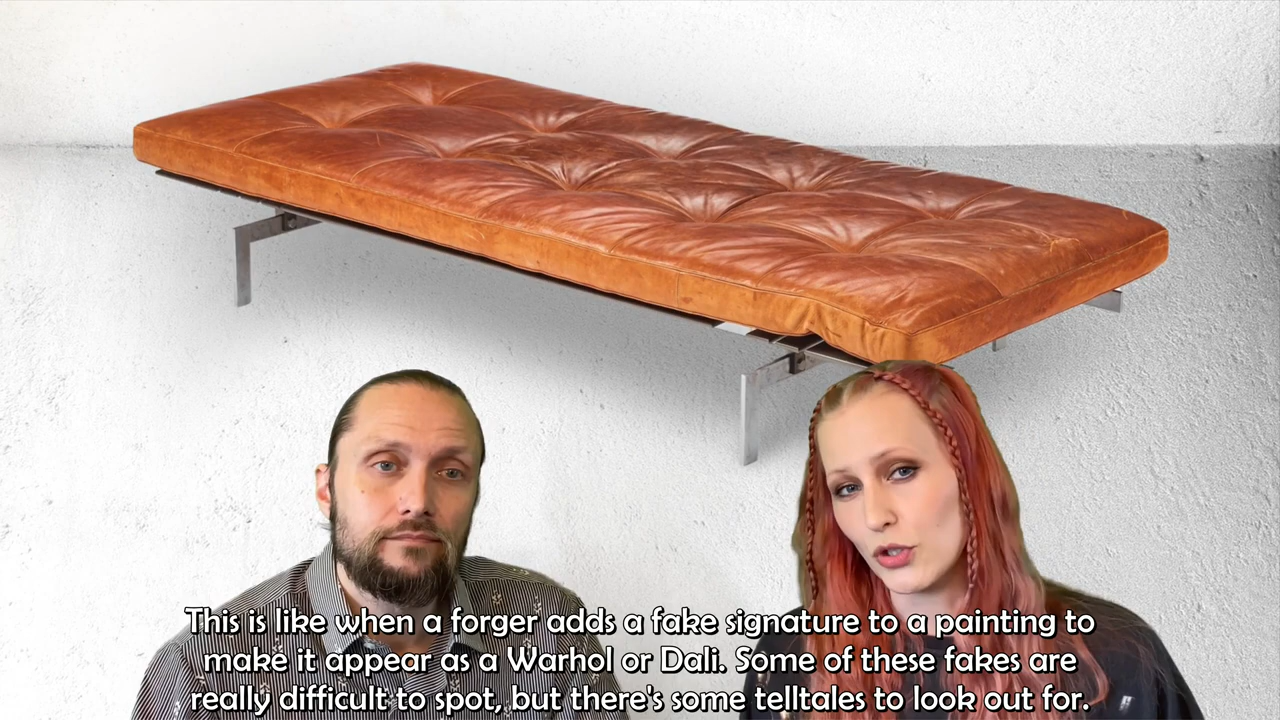 This is like when a forger adds a fake signature to a painting to
make it appear as a Warhol or Dali. Some of these fakes are
really difficult to spot, but there's some telltales to look out for.